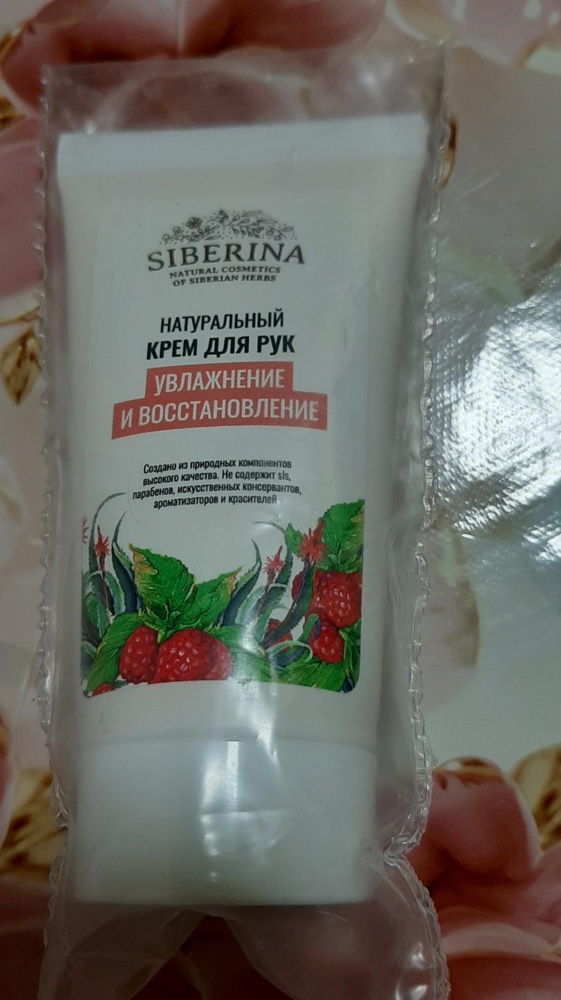 SIBERINA
NATURAL COSMETICS
OF SIBERIAN HERBS
НАТУРАЛЬНЫЙ
КРЕМ ДЛЯ РУК
УВЛАЖНЕНИЕ
И ВОССТАНОВЛЕНИЕ
Создано из природных компонентов
высокого качества. Не содержит sls,
парабенов, искусственных консервантов,
ароматизаторов и красителей